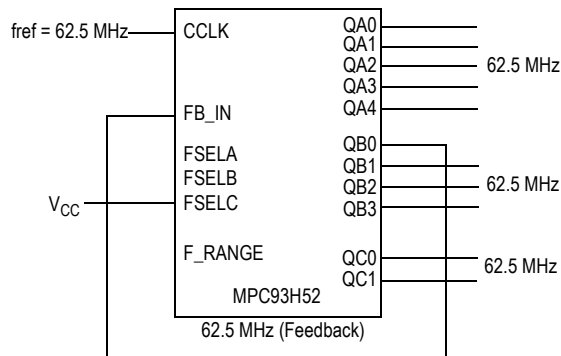 fref = 62.5 MHz
CCLK
QA0
QA1
QA2
62.5 MHz
QA3
QA4
FB_IN
QB0
FSELA
QB1
FSELB
QB2
62.5 MHz
VCC
FSELC
QB3
F_RANGE
QC0
62.5 MHz
QC1
MPC93H52
62.5 MHz (Feedback)